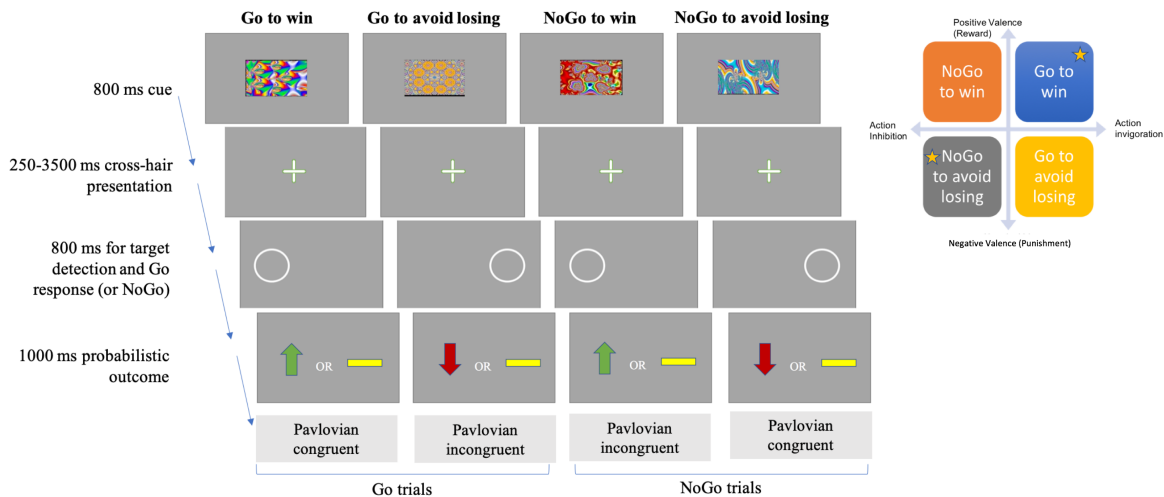 Go to win
Go to avoid losing
NoGo to win
NoGo to avoid losing
800 ms cue
250-3500 ms cross-hair
presentation
800 ms for target
detection and Go
response (or NoGo)
1000 ms probabilistic
outcome
OR
OR
OR
OR
Pavlovian
congruent
Pavlovian
incongruent
Pavlovian
incongruent
Pavlovian
congruent
Go trials
NoGo trials
Positive Valence
(Reward)
NoGo
to win
Go to
win
Action
Inhibition
Action
invigoration
NoGo
to avoid
losing
Go to
avoid
losing
Negative Valence (Punishment)